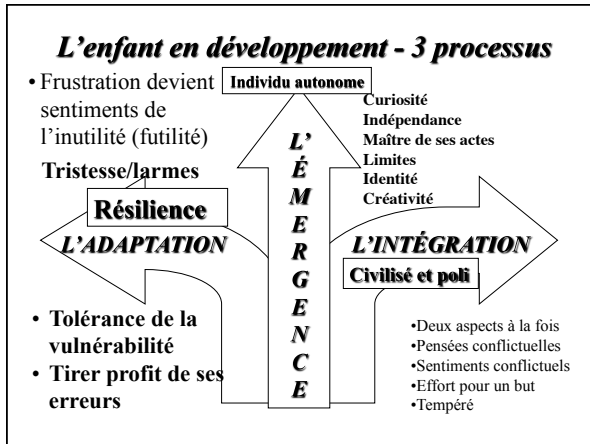 L'enfant en développement - 3 processus
• Frustration devient
sentiments de
l'inutilité (futilité)
Tristesse/larmes
Individu autonome
Curiosité
Indépendance
Maître de ses actes
Limites
Identité
Créativité
L'ÉMERGENCE
Résilience
L'ADAPTATION
L'INTÉGRATION
Civilisé et poli
• Tolérance de la
vulnérabilité
• Tirer profit de ses
erreurs
•Deux aspects à la fois
•Pensées conflictuelles
•Sentiments conflictuels
•Effort pour un but
•Tempéré